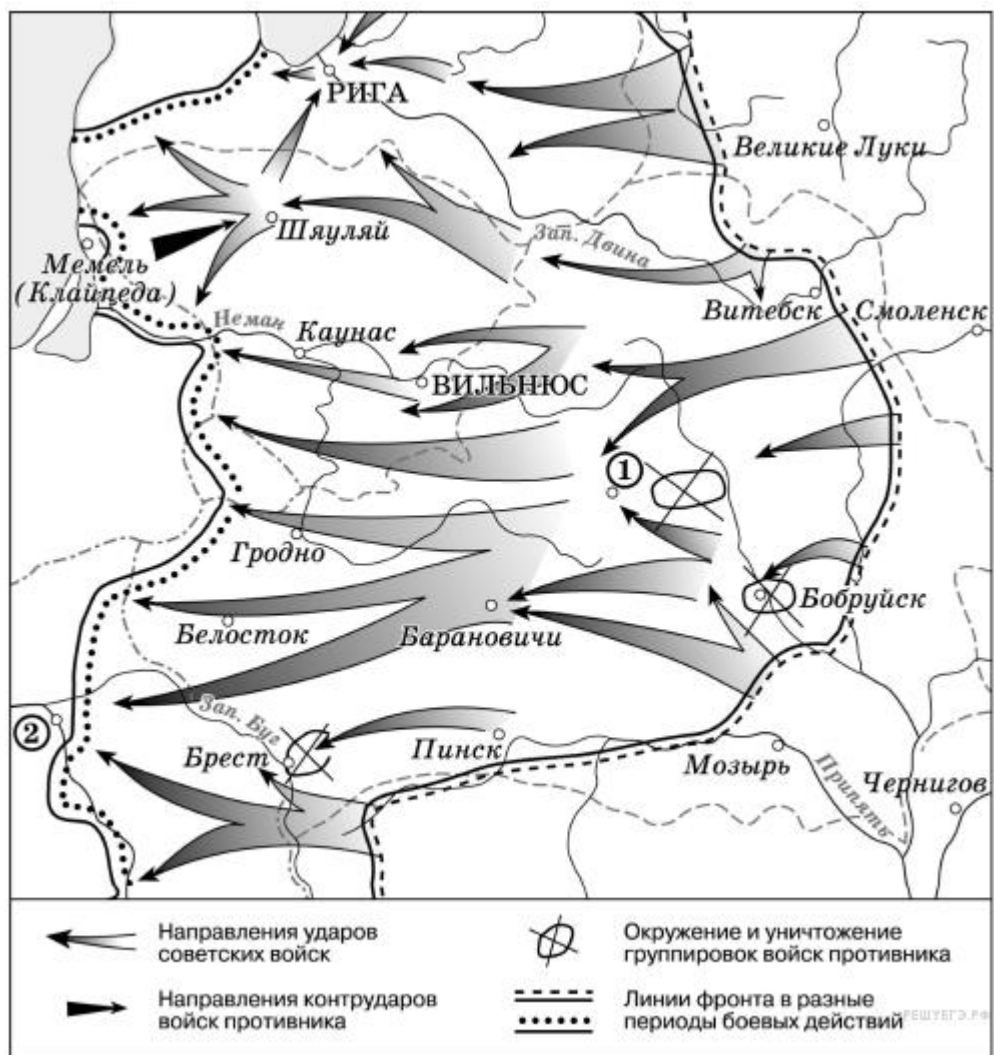 РИГА
Великие Луки
Шяуляй
Зап. Двина
Мемель
(Клайпеда)
Витебск
Смоленск
Неман
Каунас
ВИЛЬНЮС
1
Гродно
Бобруйск
Белосток
Барановичи
Зап. Буг
2
Брест
Пинск
Мозырь
Припять
Чернигов
Направления ударов
советских войск
Окружение и уничтожение
группировок войск противника
Направления контрударов
войск противника
Линии фронта в разные
периоды боевых действий
РЕШУЕГЭ.РФ